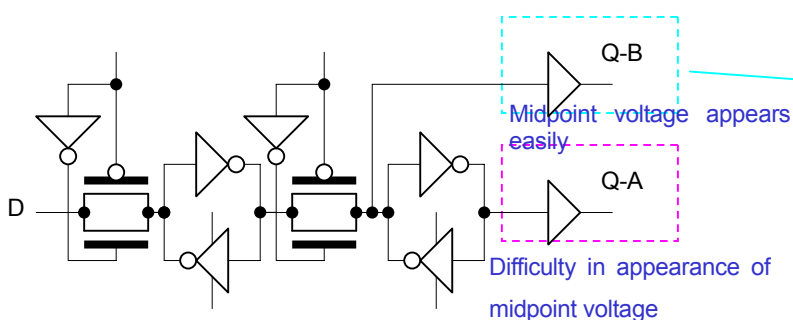 Q-B
Midpoint voltage appears
easily
Q-A
D
Difficulty in appearance of
midpoint voltage